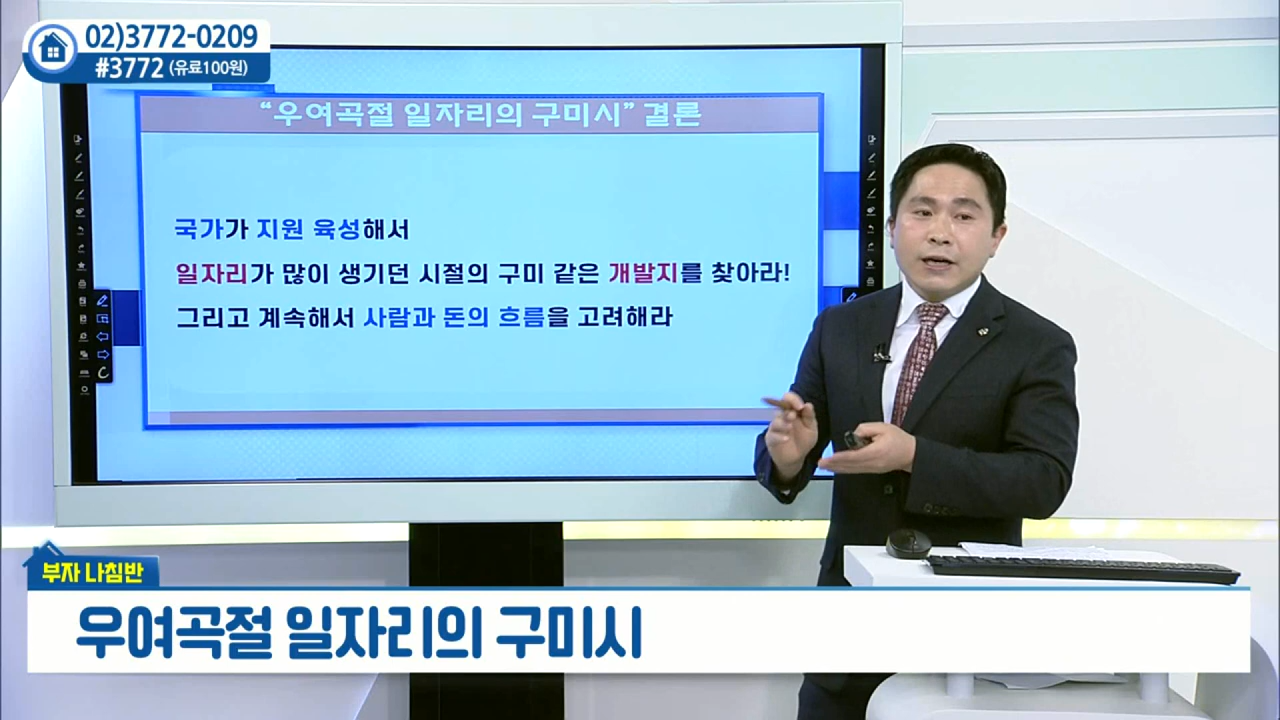 02)3772-0209
#3772 (유료100원)
“우여곡절 일자리의 구미시” 결론
국가가 지원 육성해서
일자리가 많이 생기던 시절의 구미 같은 개발지를 찾아라!
그리고 계속해서 사람과 돈의 흐름을 고려해라
부자 나침반
우여곡절 일자리의 구미시